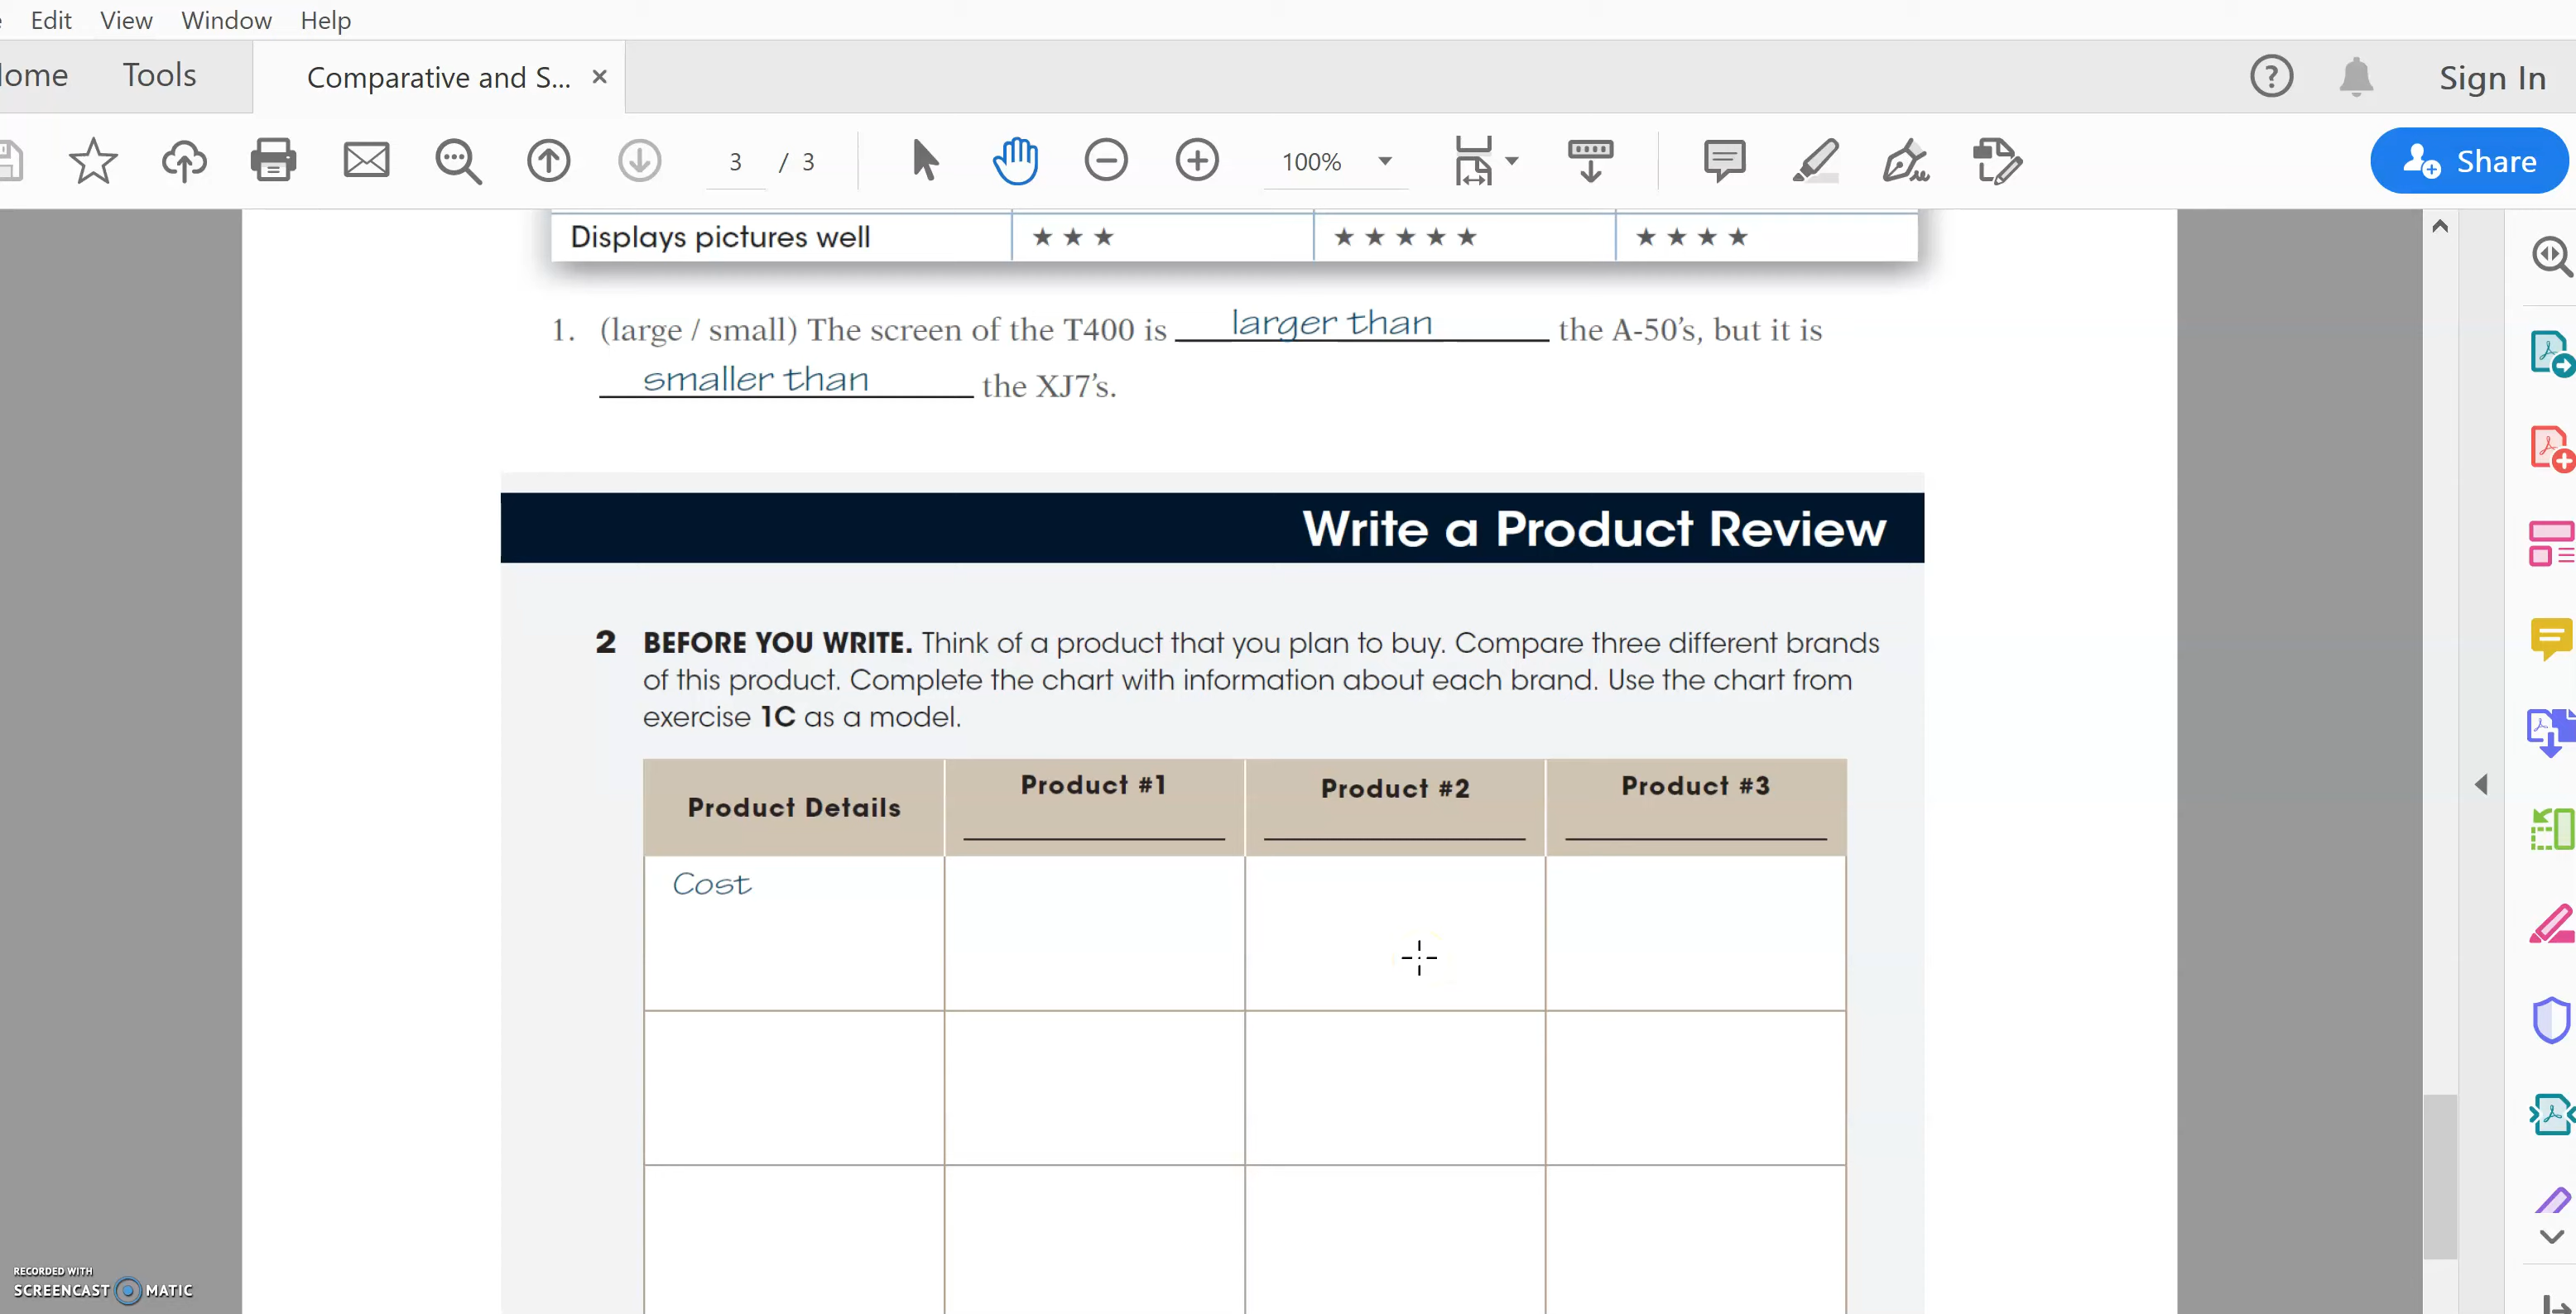 Edit View Window Help
Tools Comparative and S... Sign In
3 / 3 100% Share
Displays pictures well ★ ★ ★ ★ ★ ★ ★ ★ ★ ★ ★ ★
1. (large / small) The screen of the T400 is larger than the A-50's, but it is
smaller than the XJ7's.
Write a Product Review
2 BEFORE YOU WRITE. Think of a product that you plan to buy. Compare three different brands
of this product. Complete the chart with information about each brand. Use the chart from
exercise 1C as a model.
Product Details Product #1 Product #2 Product #3
Cost
RECORDED WITH
SCREENCAST MATIC